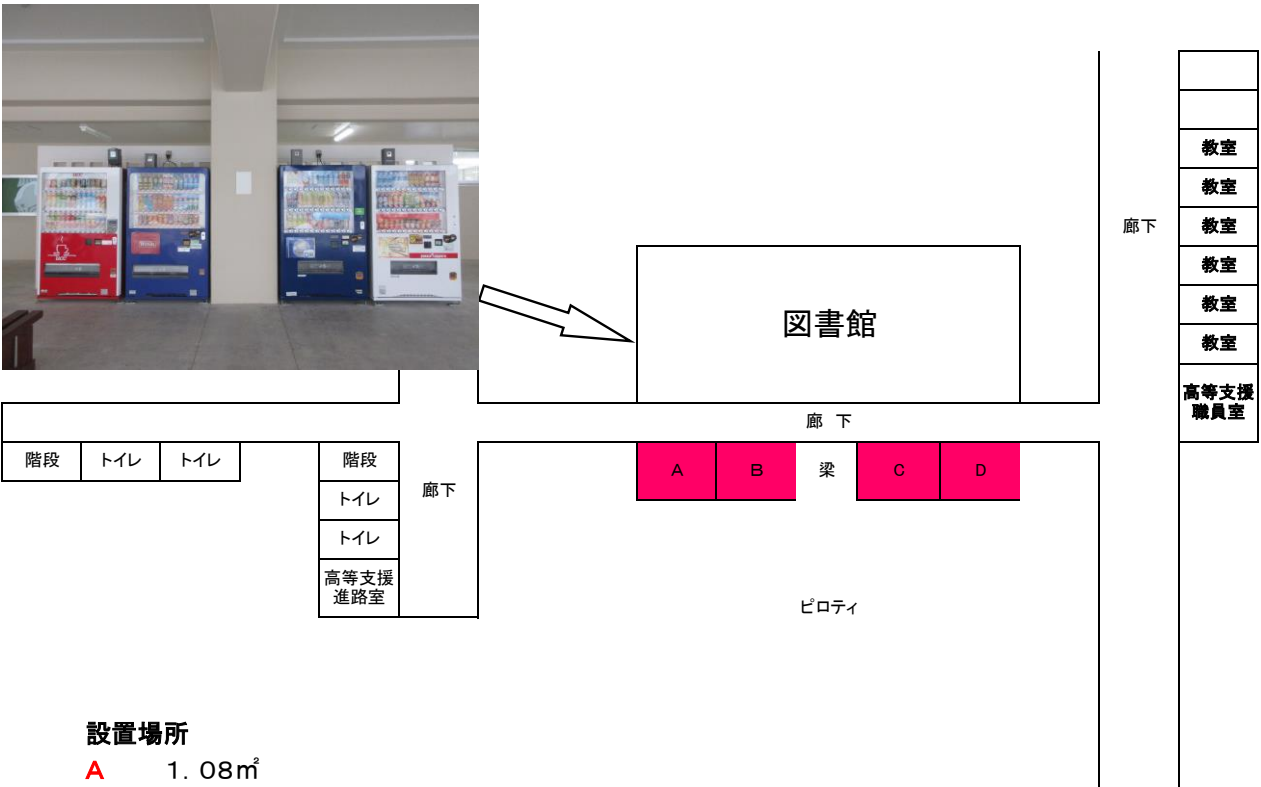 教室
教室
廊下
教室
教室
図書館
教室
教室
高等支援
職員室
廊 下
階段
トイレ
トイレ
階段
A
B
梁
C
D
廊下
トイレ
トイレ
高等支援
進路室
ピロティ
設置場所
A 1．08㎡